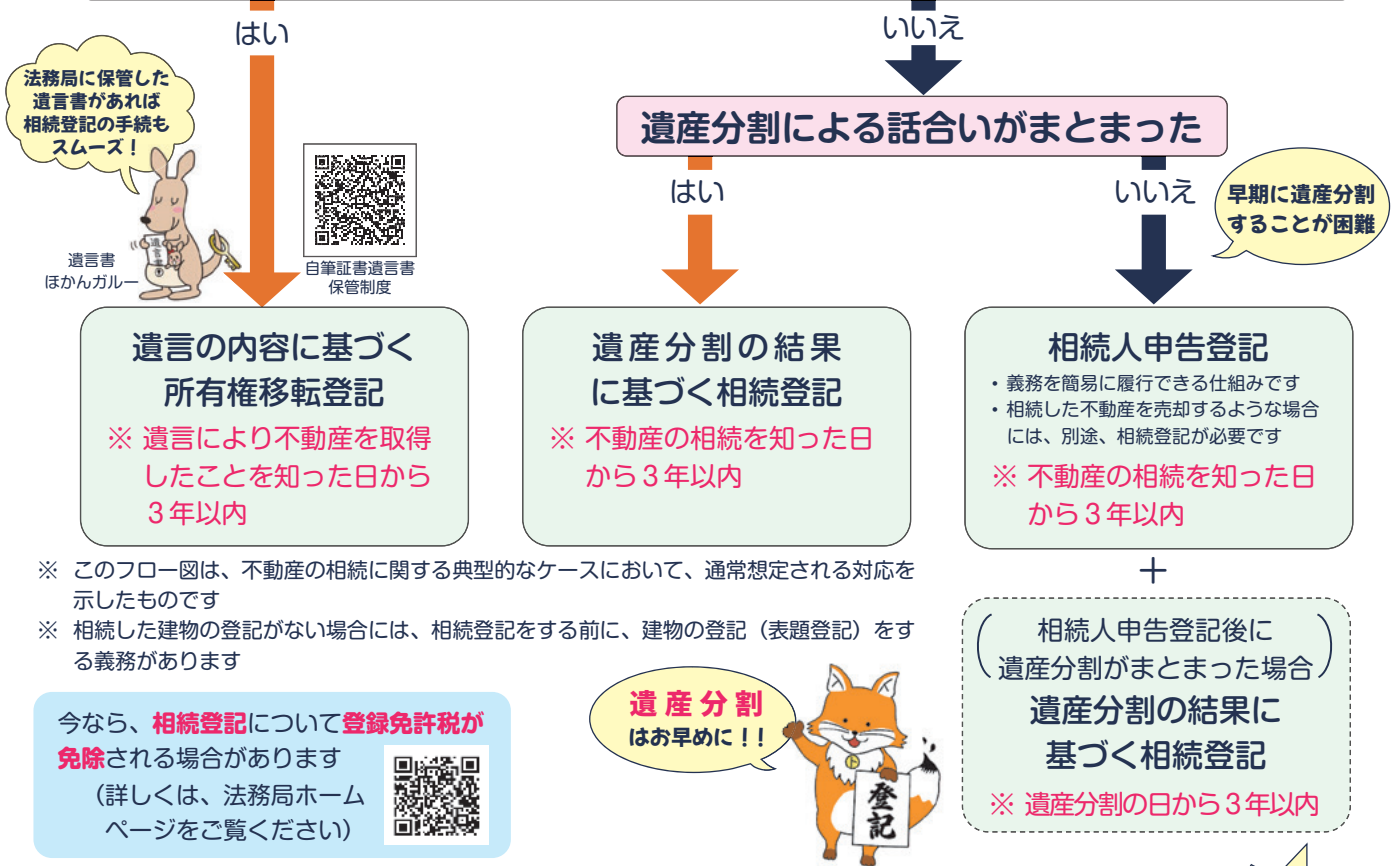 はい
いいえ
法務局に保管した
遺言書があれば
相続登記の手続も
スムーズ！
遺産分割による話合いがまとまった
はい
いいえ
早期に遺産分割
することが困難
遺言書
遺言書
ほかんガルー
自筆証書遺言書
保管制度
遺言の内容に基づく
所有権移転登記
※ 遺言により不動産を取得
したことを知った日から
３年以内
遺産分割の結果
に基づく相続登記
※ 不動産の相続を知った日
から３年以内
相続人申告登記
・義務を簡易に履行できる仕組みです
・相続した不動産を売却するような場合
には、別途、相続登記が必要です
※ 不動産の相続を知った日
から３年以内
※ このフロー図は、不動産の相続に関する典型的なケースにおいて、通常想定される対応を
示したものです
※ 相続した建物の登記がない場合には、相続登記をする前に、建物の登記（表題登記）をす
る義務があります
＋
（相続人申告登記後に
遺産分割がまとまった場合）
遺産分割の結果に
基づく相続登記
※ 遺産分割の日から３年以内
今なら、相続登記について登録免許税が
免除される場合があります
（詳しくは、法務局ホーム
ページをご覧ください）
遺産分割
はお早めに！！
ト
登記